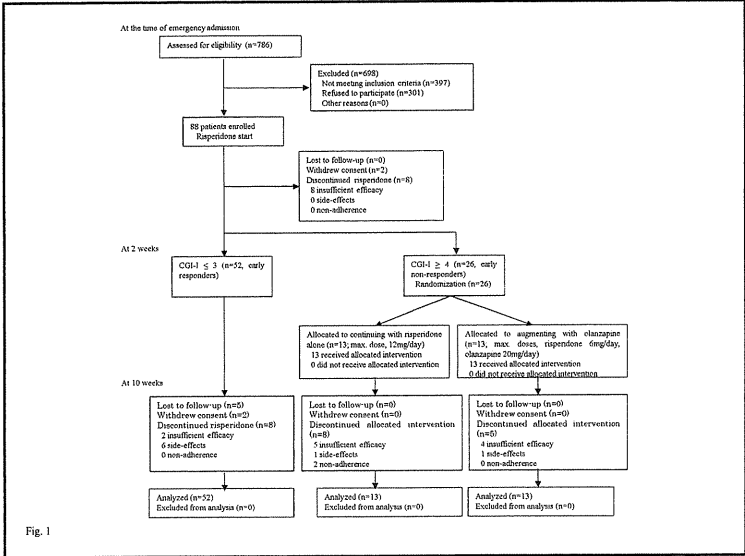 At the time of emergency admission
Assessed for eligibility (n=786)
Excluded (n=698)
Not meeting inclusion criteria (n=397)
Refused to participate (n=301)
Other reasons (n=0)
88 patients enrolled
Risperidone start
Lost to follow-up (n=0)
Withdrew consent (n=2)
Discontinued risperidone (n=8)
8 insufficient efficacy
0 side-effects
0 non-adherence
At 2 weeks
CGI-I ≤ 3 (n=52, early
responders)
CGI-I ≥ 4 (n=26, early
non-responders)
Randomization (n=26)
Allocated to continuing with risperidone
alone (n=13; max. dose, 12mg/day)
13 received allocated intervention
0 did not receive allocated intervention
Allocated to augmenting with olanzapine
(n=13, max. doses, risperidone 6mg/day,
olanzapine 20mg/day)
13 received allocated intervention
0 did not receive allocated intervention
At 10 weeks
Lost to follow-up (n=5)
Withdrew consent (n=2)
Discontinued risperidone (n=8)
2 insufficient efficacy
6 side-effects
0 non-adherence
Lost to follow-up (n=0)
Withdrew consent (n=0)
Discontinued allocated intervention
(n=8)
5 insufficient efficacy
1 side-effects
2 non-adherence
Lost to follow-up (n=0)
Withdrew consent (n=0)
Discontinued allocated intervention
(n=5)
4 insufficient efficacy
1 side-effects
0 non-adherence
Analyzed (n=52)
Excluded from analysis (n=0)
Analyzed (n=13)
Excluded from analysis (n=0)
Analyzed (n=13)
Excluded from analysis (n=0)
Fig. 1